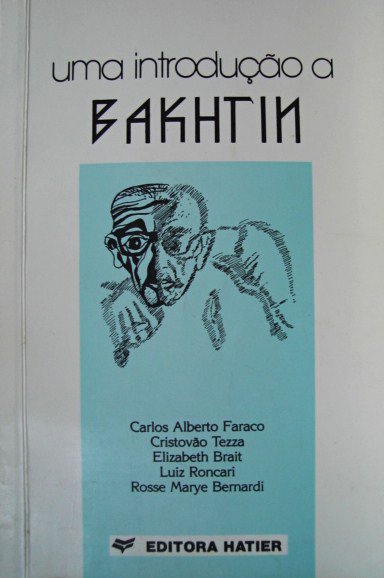 uma introdução a
BAKHTIN
Carlos Alberto Faraco
Cristovão Tezza
Elizabeth Brait
Luiz Roncari
Rosse Marye Bernardi
EDITORA HATIER